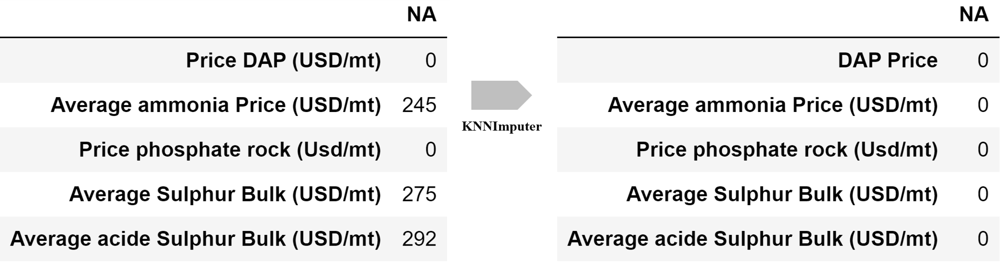 NA
Price DAP (USD/mt) 0
Average ammonia Price (USD/mt) 245
Price phosphate rock (Usd/mt) 0
Average Sulphur Bulk (USD/mt) 275
Average acide Sulphur Bulk (USD/mt) 292
KNNImputer
NA
DAP Price 0
Average ammonia Price (USD/mt) 0
Price phosphate rock (Usd/mt) 0
Average Sulphur Bulk (USD/mt) 0
Average acide Sulphur Bulk (USD/mt) 0